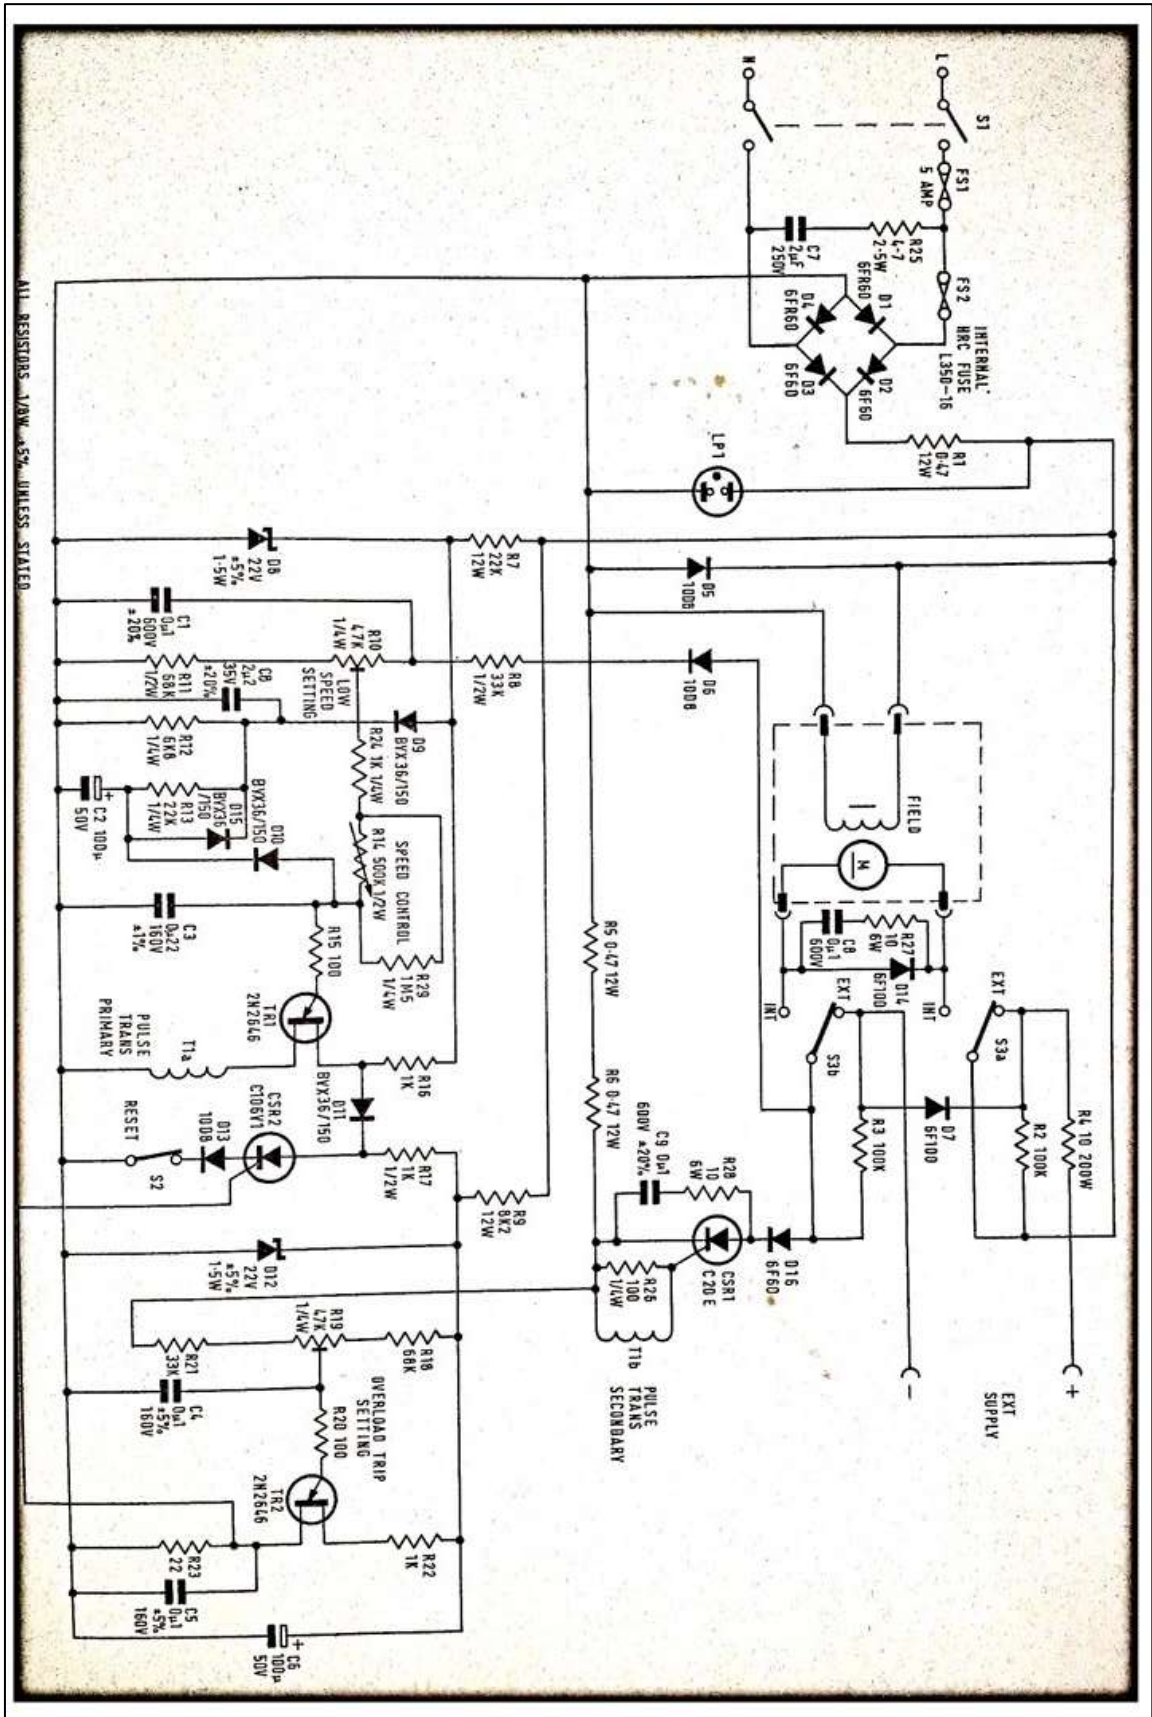 L
N
S1
FS1
5 AMP
R25
4·7
2·5W
C7
2µF
250V
FS2
INTERNAL
HRC FUSE
L350-16
D1
6FR60
D4
6FR60
D2
6F60
D3
6F60
R1
0·47
12W
LP1
R7
22K
12W
D8
22V
±5%
1·5W
D5
10D8
D6
10D8
R8
33K
1/2W
C1
0µ1
600V
±20%
R10
47K
1/4W
LOW
SPEED
SETTING
R11
68K
1/2W
C8
2µ2
35V
±20%
D9
BYX36/150
R12
6K8
1/4W
R24 1K 1/4W
C2 100µ
50V
+
R13
22K
1/4W
D15
BYX36
/150
D10
BYX36/150
SPEED CONTROL
R14 500K 1/2W
R29
1M5
1/4W
C3
0µ22
160V
±1%
R15 100
TR1
2N2646
T1a
PULSE
TRANS
PRIMARY
R16
1K
D11
BYX36/150
R17
1K
1/2W
CSR2
C106Y1
D13
10D8
RESET
S2
R9
8K2
12W
D12
22V
±5%
1·5W
FIELD
M
R27
10
6W
C8
0µ1
600V
D14
6F100
INT
INT
EXT
S3a
EXT
S3b
R5 0·47 12W
R6 0·47 12W
D7
6F100
R2 100K
R3 100K
R4 10 200W
+
-
EXT
SUPPLY
D16
6F60
CSR1
C20E
R28
10
6W
C9 0µ1
600V ±20%
R26
100
1/4W
T1b
PULSE
TRANS
SECONDARY
R18
68K
R19
47K
1/4W
R21
33K
OVERLOAD TRIP
SETTING
R20 100
C4
0µ1
±5%
160V
TR2
2N2646
R22
1K
R23
22
C5
0µ1
±5%
160V
C6
100µ
50V
+
All RESISTORS 1/8W ±5% UNLESS STATED